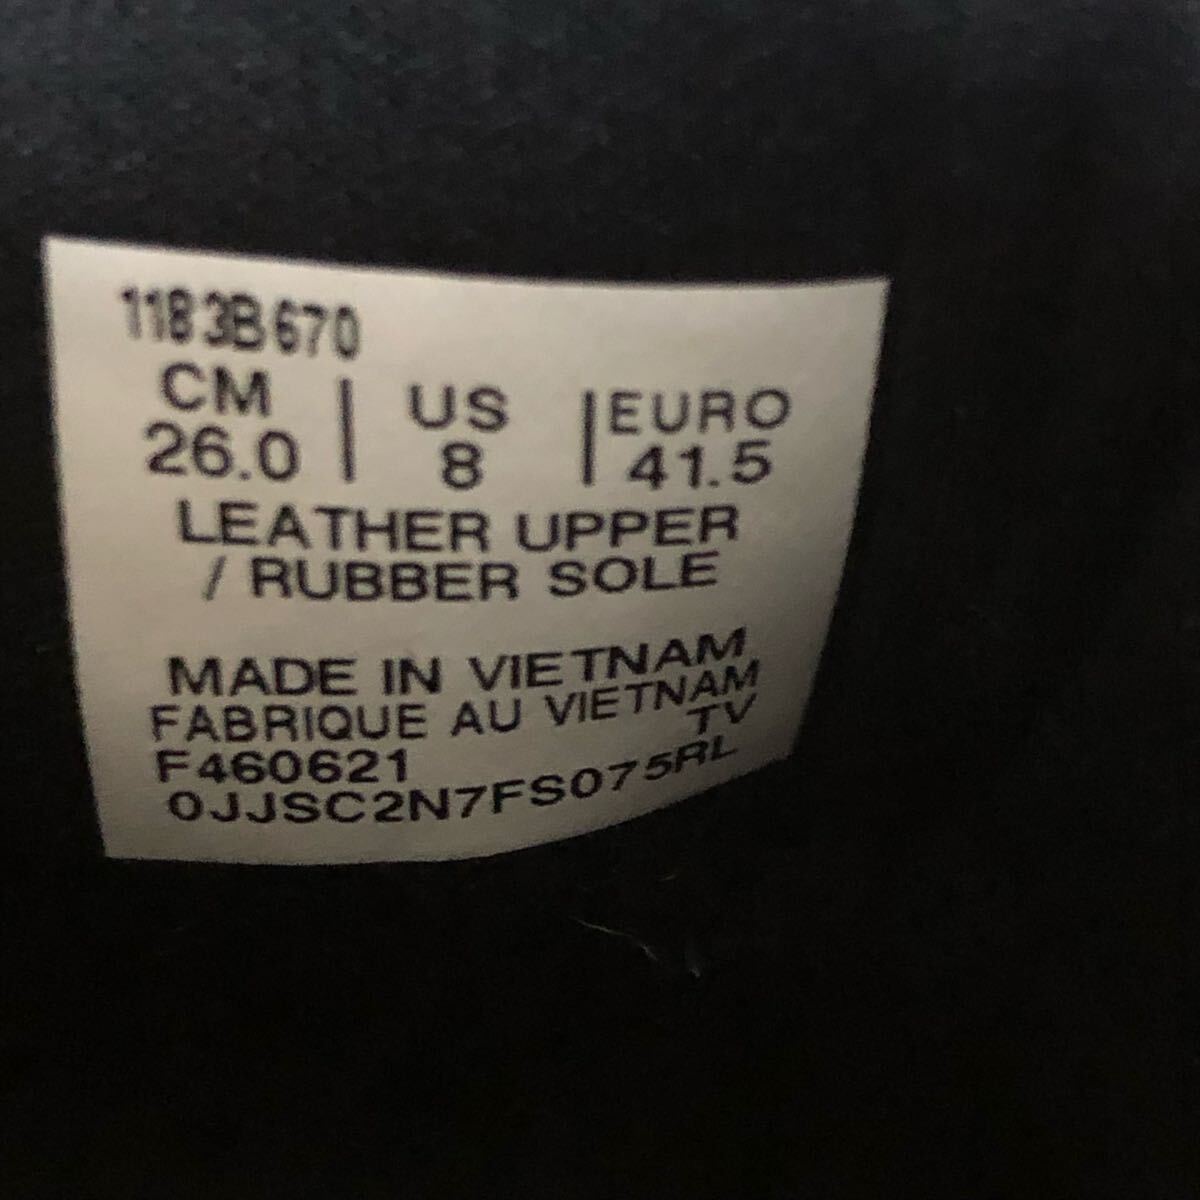 1183B670
CM | US | EURO
26.0 | 8 | 41.5
LEATHER UPPER
/ RUBBER SOLE
MADE IN VIETNAM
FABRIQUE AU VIETNAM
F460621 TV
0JJSC2N7FS075RL